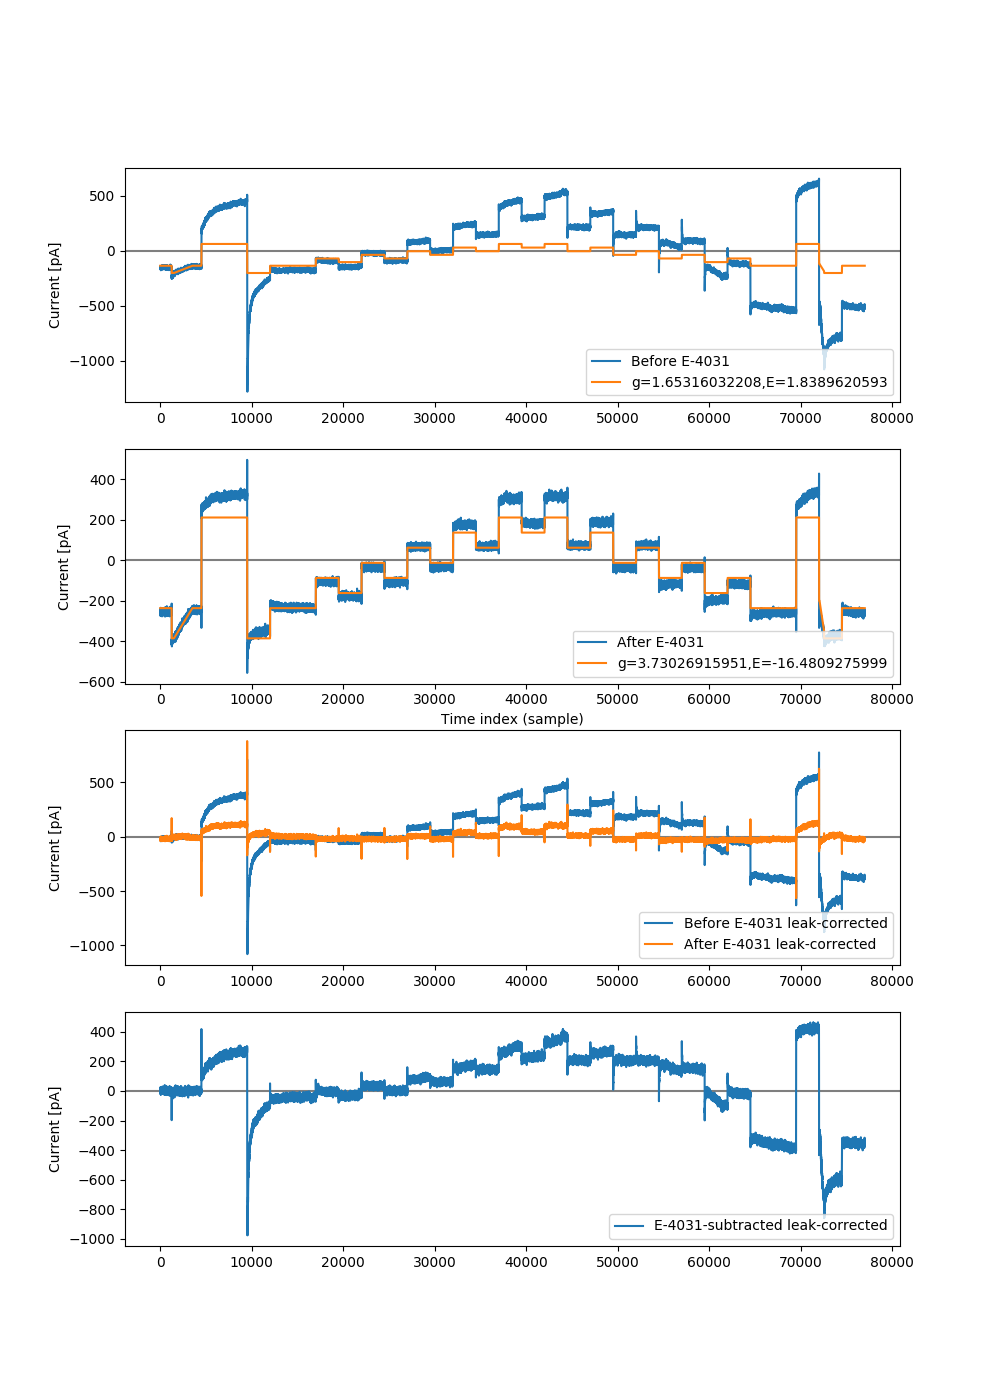 500
0
−500
−1000
Current [pA]
Before E-4031
g=1.65316032208,E=1.8389620593
0 10000 20000 30000 40000 50000 60000 70000 80000
400
200
0
−200
−400
−600
Current [pA]
After E-4031
g=3.73026915951,E=-16.4809275999
0 10000 20000 30000 40000 50000 60000 70000 80000
Time index (sample)
500
0
−500
−1000
Current [pA]
Before E-4031 leak-corrected
After E-4031 leak-corrected
0 10000 20000 30000 40000 50000 60000 70000 80000
400
200
0
−200
−400
−600
−800
−1000
Current [pA]
E-4031-subtracted leak-corrected
0 10000 20000 30000 40000 50000 60000 70000 80000